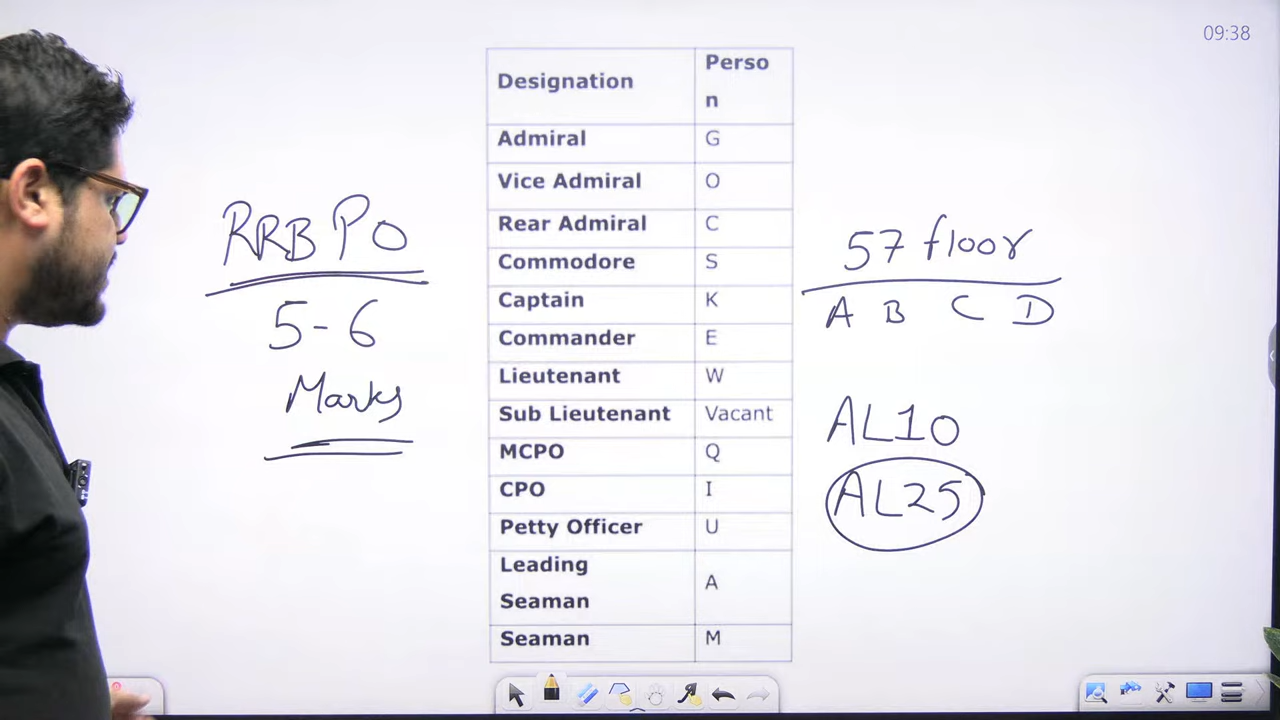 09:38
Designation Perso
n
Admiral G
Vice Admiral O
Rear Admiral C
Commodore S
Captain K
Commander E
Lieutenant W
Sub Lieutenant Vacant
MCPO Q
CPO I
Petty Officer U
Leading
Seaman A
Seaman M
RRB PO
5-6
Marks
57 floor
A B C D
AL10
AL25